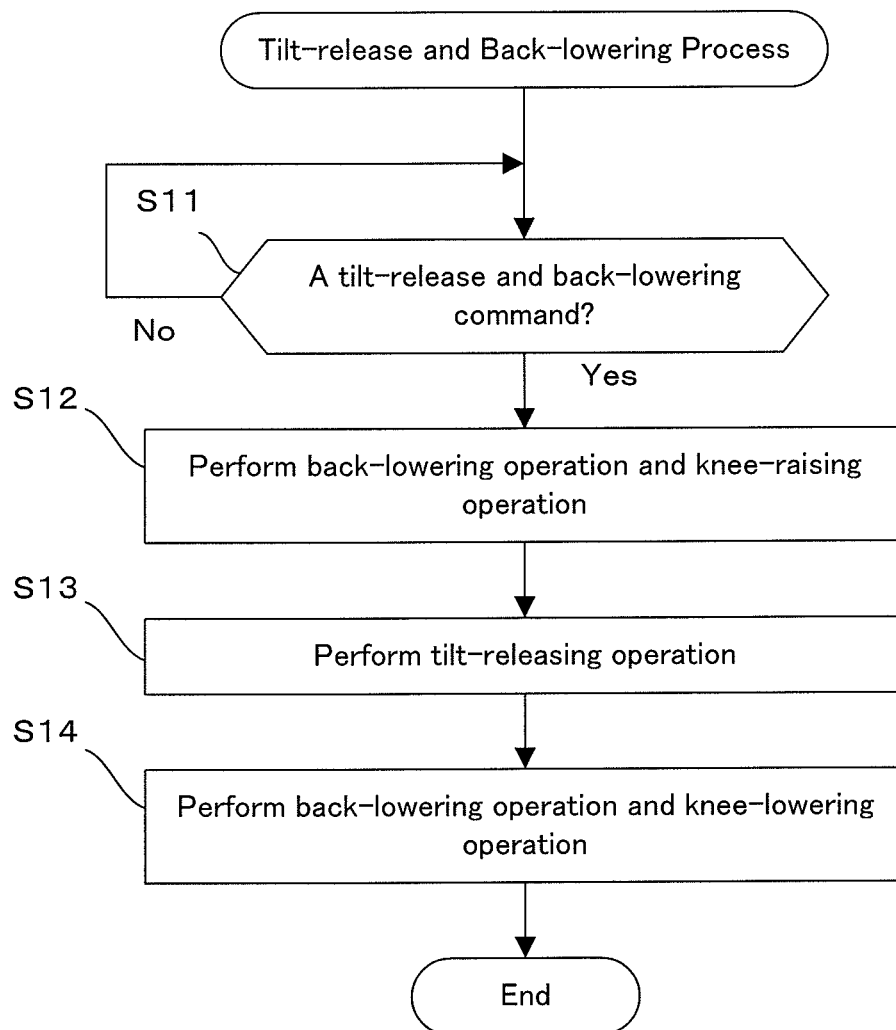 Tilt-release and Back-lowering Process
S11
A tilt-release and back-lowering
command?
No
Yes
S12
Perform back-lowering operation and knee-raising
operation
S13
Perform tilt-releasing operation
S14
Perform back-lowering operation and knee-lowering
operation
End